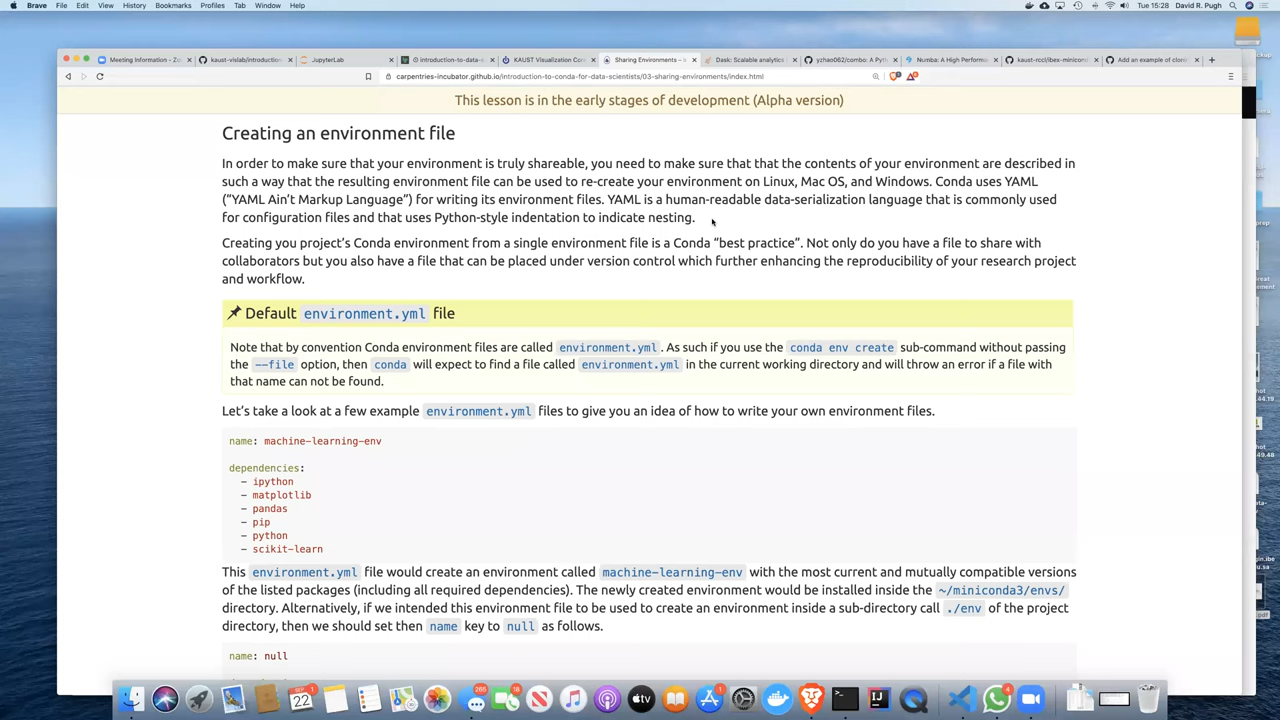 Brave File Edit View History Bookmarks Profiles Tab Window Help Tue 15:28 David R. Pugh
Meeting Information - Zo kaust-vislab/introduction JupyterLab introduction-to-data- KAUST Visualization Cor Sharing Environments – Dask: Scalable analytics yzhao062/combo: A Pyth Numba: A High Performa kaust-rccl/ibex-minicond Add an example of clon
carpentries-incubator.github.io/introduction-to-conda-for-data-scientists/03-sharing-environments/index.html
This lesson is in the early stages of development (Alpha version)
Creating an environment file
In order to make sure that your environment is truly shareable, you need to make sure that that the contents of your environment are described in
such a way that the resulting environment file can be used to re-create your environment on Linux, Mac OS, and Windows. Conda uses YAML
(“YAML Ain’t Markup Language”) for writing its environment files. YAML is a human-readable data-serialization language that is commonly used
for configuration files and that uses Python-style indentation to indicate nesting.
Creating you project’s Conda environment from a single environment file is a Conda “best practice”. Not only do you have a file to share with
collaborators but you also have a file that can be placed under version control which further enhancing the reproducibility of your research project
and workflow.
Default environment.yml file
Note that by convention Conda environment files are called environment.yml. As such if you use the conda env create sub-command without passing
the --file option, then conda will expect to find a file called environment.yml in the current working directory and will throw an error if a file with
that name can not be found.
Let’s take a look at a few example environment.yml files to give you an idea of how to write your own environment files.
name: machine-learning-env
dependencies:
- ipython
- matplotlib
- pandas
- pip
- python
- scikit-learn
This environment.yml file would create an environment called machine-learning-env with the most current and mutually compatible versions
of the listed packages (including all required dependencies). The newly created environment would be installed inside the ~/miniconda3/envs/
directory. Alternatively, if we intended this environment file to be used to create an environment inside a sub-directory call ./env of the project
directory, then we should set then name key to null as follows.
name: null